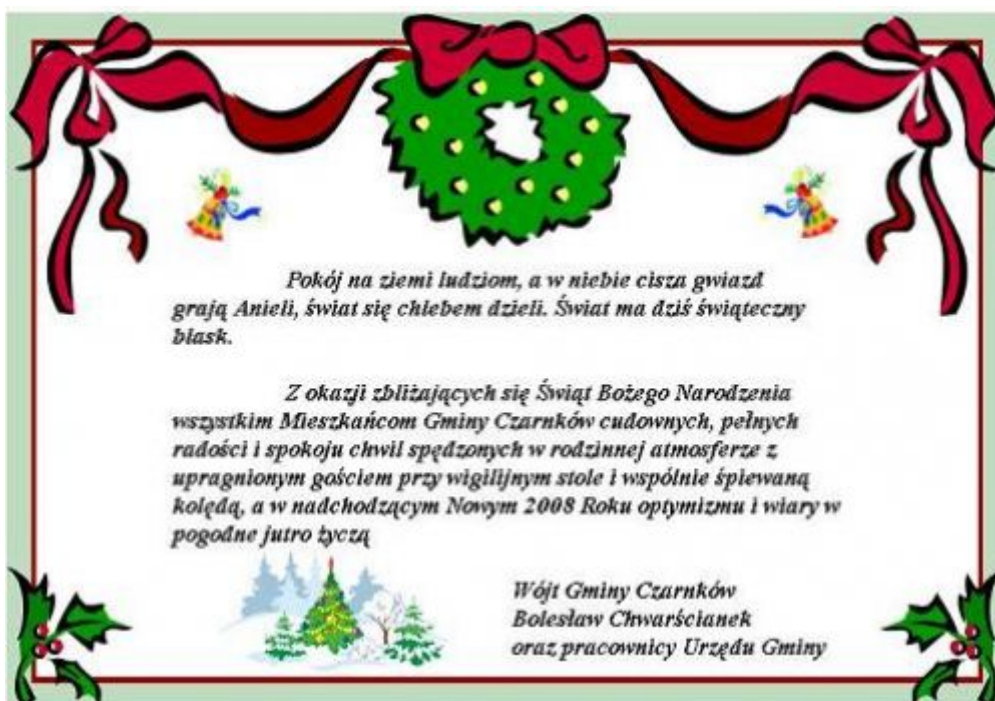 Pokój na ziemi ludziom, a w niebie cisza gwiazd
grają Anieli, świat się chlebem dzieli. Świat ma dziś świąteczny
blask.
Z okazji zbliżających się Świąt Bożego Narodzenia
wszystkim Mieszkańcom Gminy Czarnków cudownych, pełnych
radości i spokoju chwil spędzonych w rodzinnej atmosferze z
upragnionym gościem przy wigilijnym stole i wspólnie śpiewaną
kolędą, a w nadchodzącym Nowym 2008 Roku optymizmu i wiary w
pogodne jutro życzą
Wójt Gminy Czarnków
Bolesław Chwarścianek
oraz pracownicy Urzędu Gminy